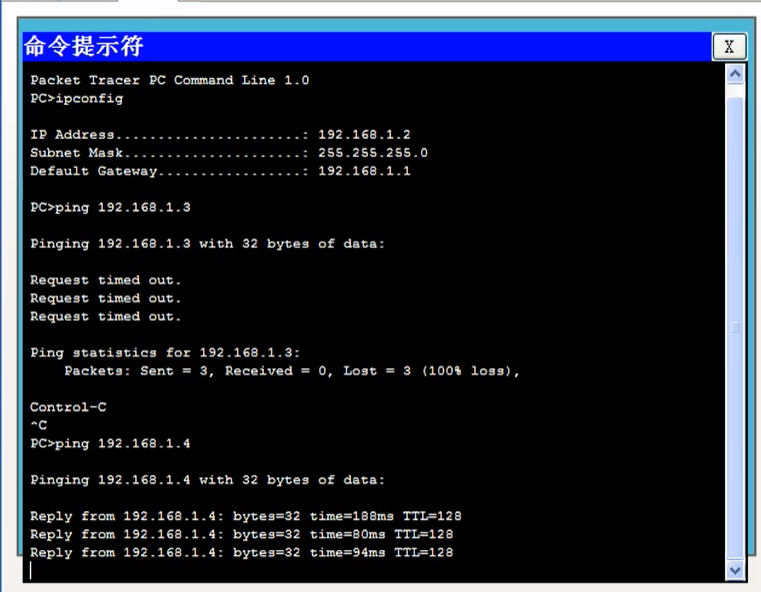 命令提示符
X
Packet Tracer PC Command Line 1.0
PC>ipconfig
IP Address......................: 192.168.1.2
Subnet Mask.....................: 255.255.255.0
Default Gateway.................: 192.168.1.1
PC>ping 192.168.1.3
Pinging 192.168.1.3 with 32 bytes of data:
Request timed out.
Request timed out.
Request timed out.
Ping statistics for 192.168.1.3:
    Packets: Sent = 3, Received = 0, Lost = 3 (100% loss),
Control-C
^C
PC>ping 192.168.1.4
Pinging 192.168.1.4 with 32 bytes of data:
Reply from 192.168.1.4: bytes=32 time=188ms TTL=128
Reply from 192.168.1.4: bytes=32 time=80ms TTL=128
Reply from 192.168.1.4: bytes=32 time=94ms TTL=128